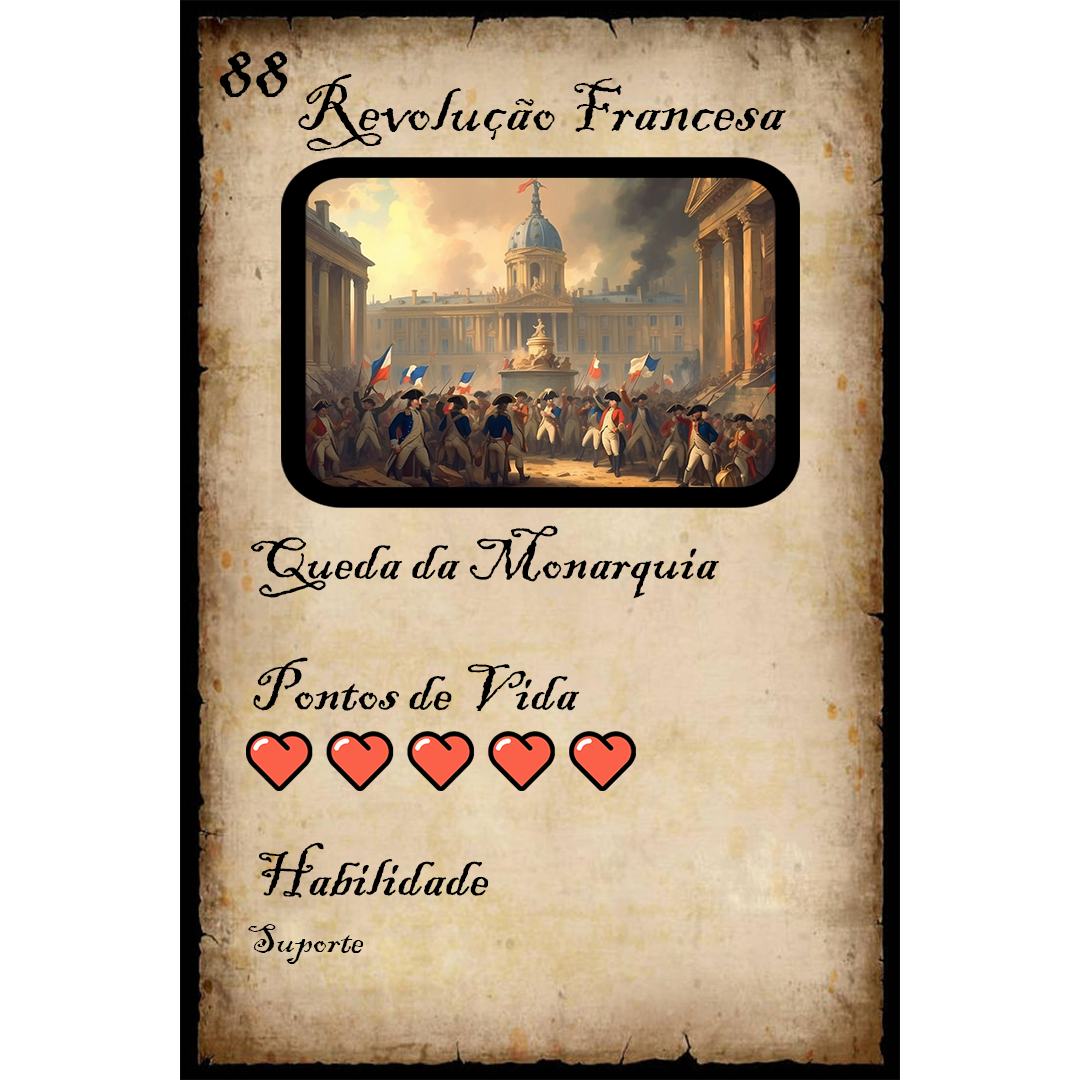 88
Revolução Francesa
Queda da Monarquia
Pontos de Vida
Habilidade
Suporte